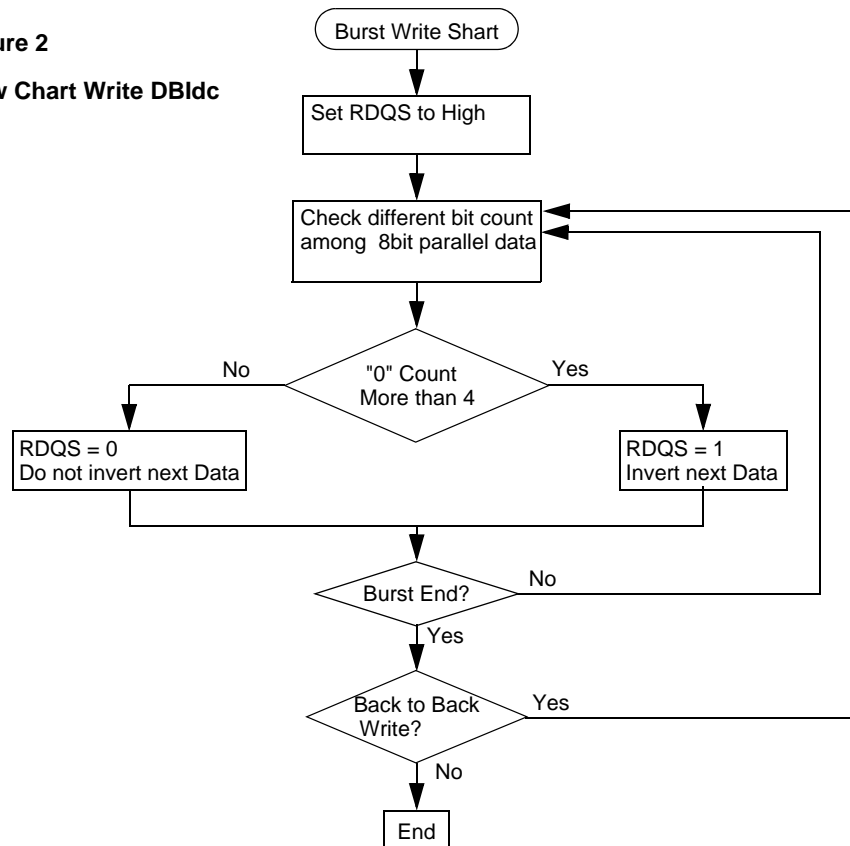 Burst Write Shart
ure 2
Chart Write DBIdc
Set RDQS to High
Check different bit count
among 8bit parallel data
No
"0" Count
More than 4
Yes
RDQS = 0
Do not invert next Data
RDQS = 1
Invert next Data
Burst End?
No
Yes
Back to Back
Write?
Yes
No
End